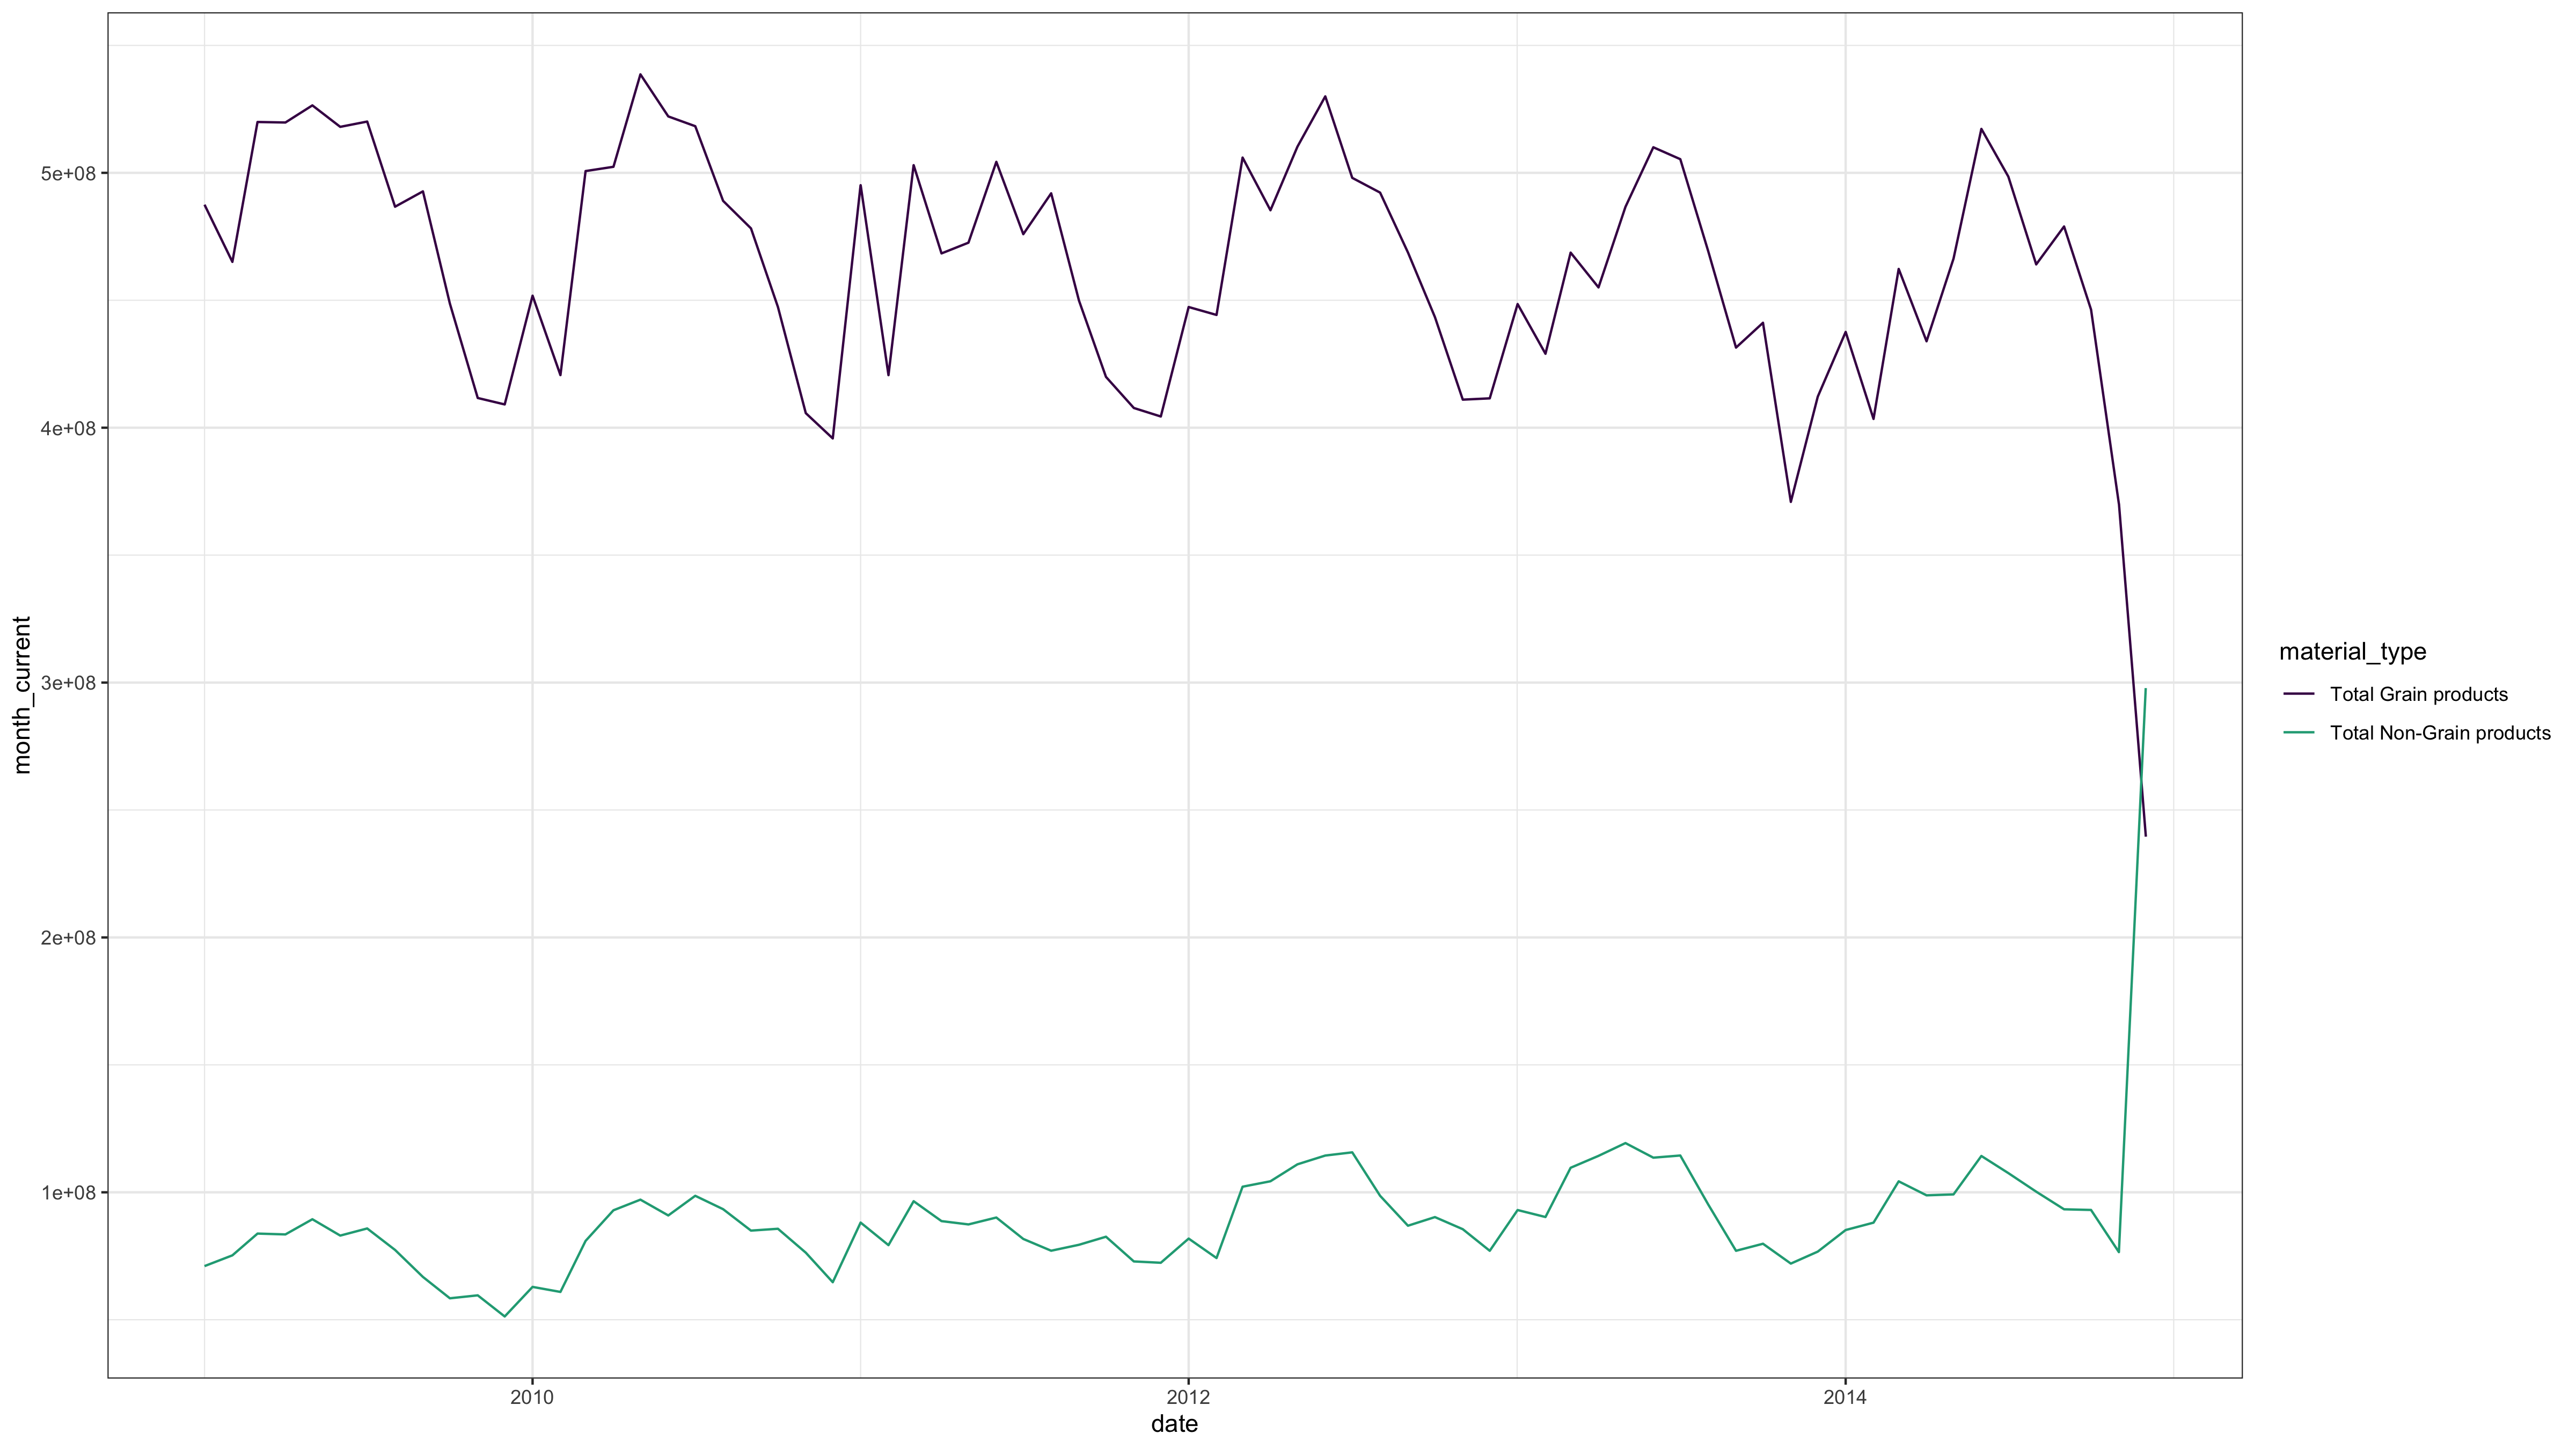 5e+08
4e+08
3e+08
2e+08
1e+08
month_current
2010
2012
2014
date
material_type
Total Grain products
Total Non-Grain products